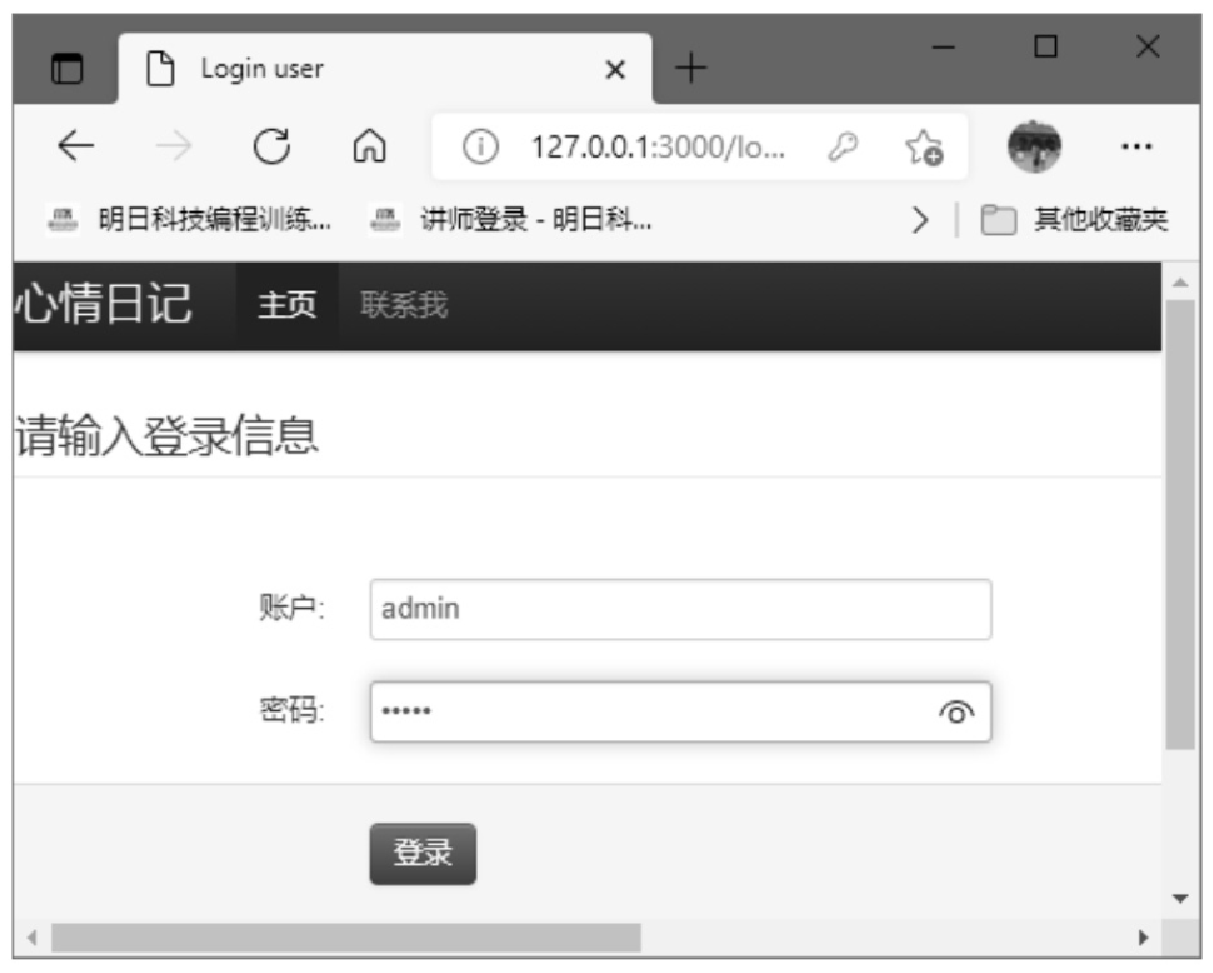 Login user
127.0.0.1:3000/lo...
明日科技编程训练... 讲师登录 - 明日科... 其他收藏夹
心情日记 主页 联系我
请输入登录信息
账户: admin
密码: •••••
登录